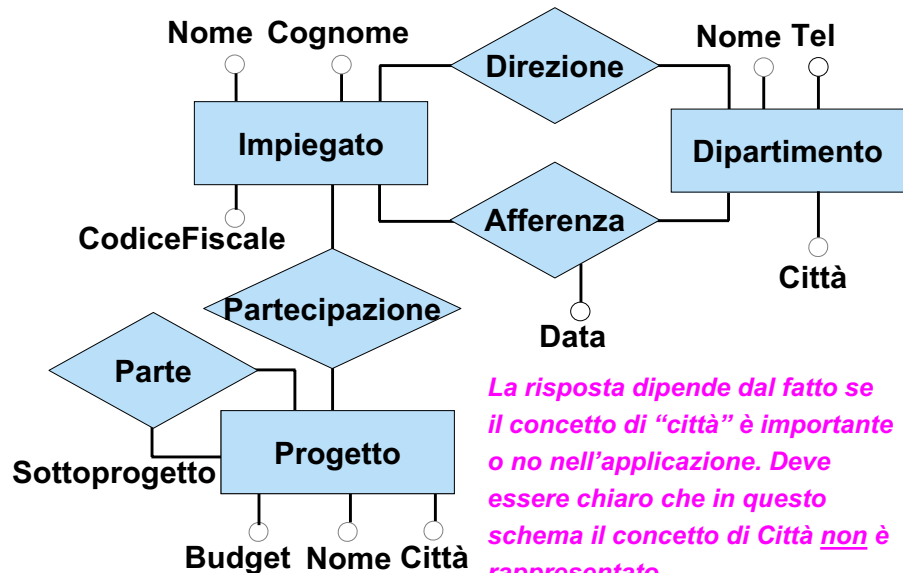 Nome Cognome
Direzione
Nome Tel
Impiegato
Dipartimento
CodiceFiscale
Afferenza
Città
Partecipazione
Data
Parte
Sottoprogetto
Progetto
Budget Nome Città
La risposta dipende dal fatto se
il concetto di “città” è importante
o no nell’applicazione. Deve
essere chiaro che in questo
schema il concetto di Città non è
rappresentato